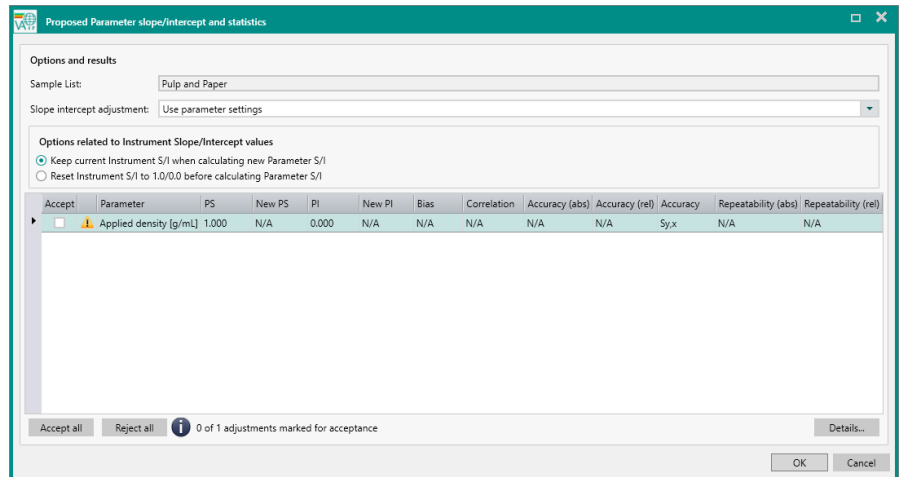 Proposed Parameter slope/intercept and statistics
Options and results
Sample List: Pulp and Paper
Slope intercept adjustment: Use parameter settings
Options related to Instrument Slope/Intercept values
Keep current Instrument S/I when calculating new Parameter S/I
Reset Instrument S/I to 1.0/0.0 before calculating Parameter S/I
Accept Parameter PS New PS PI New PI Bias Correlation Accuracy (abs) Accuracy (rel) Accuracy Repeatability (abs) Repeatability (rel)
Applied density [g/mL] 1.000 N/A 0.000 N/A N/A N/A N/A N/A Sy,x N/A N/A
Accept all Reject all 0 of 1 adjustments marked for acceptance Details...
OK Cancel